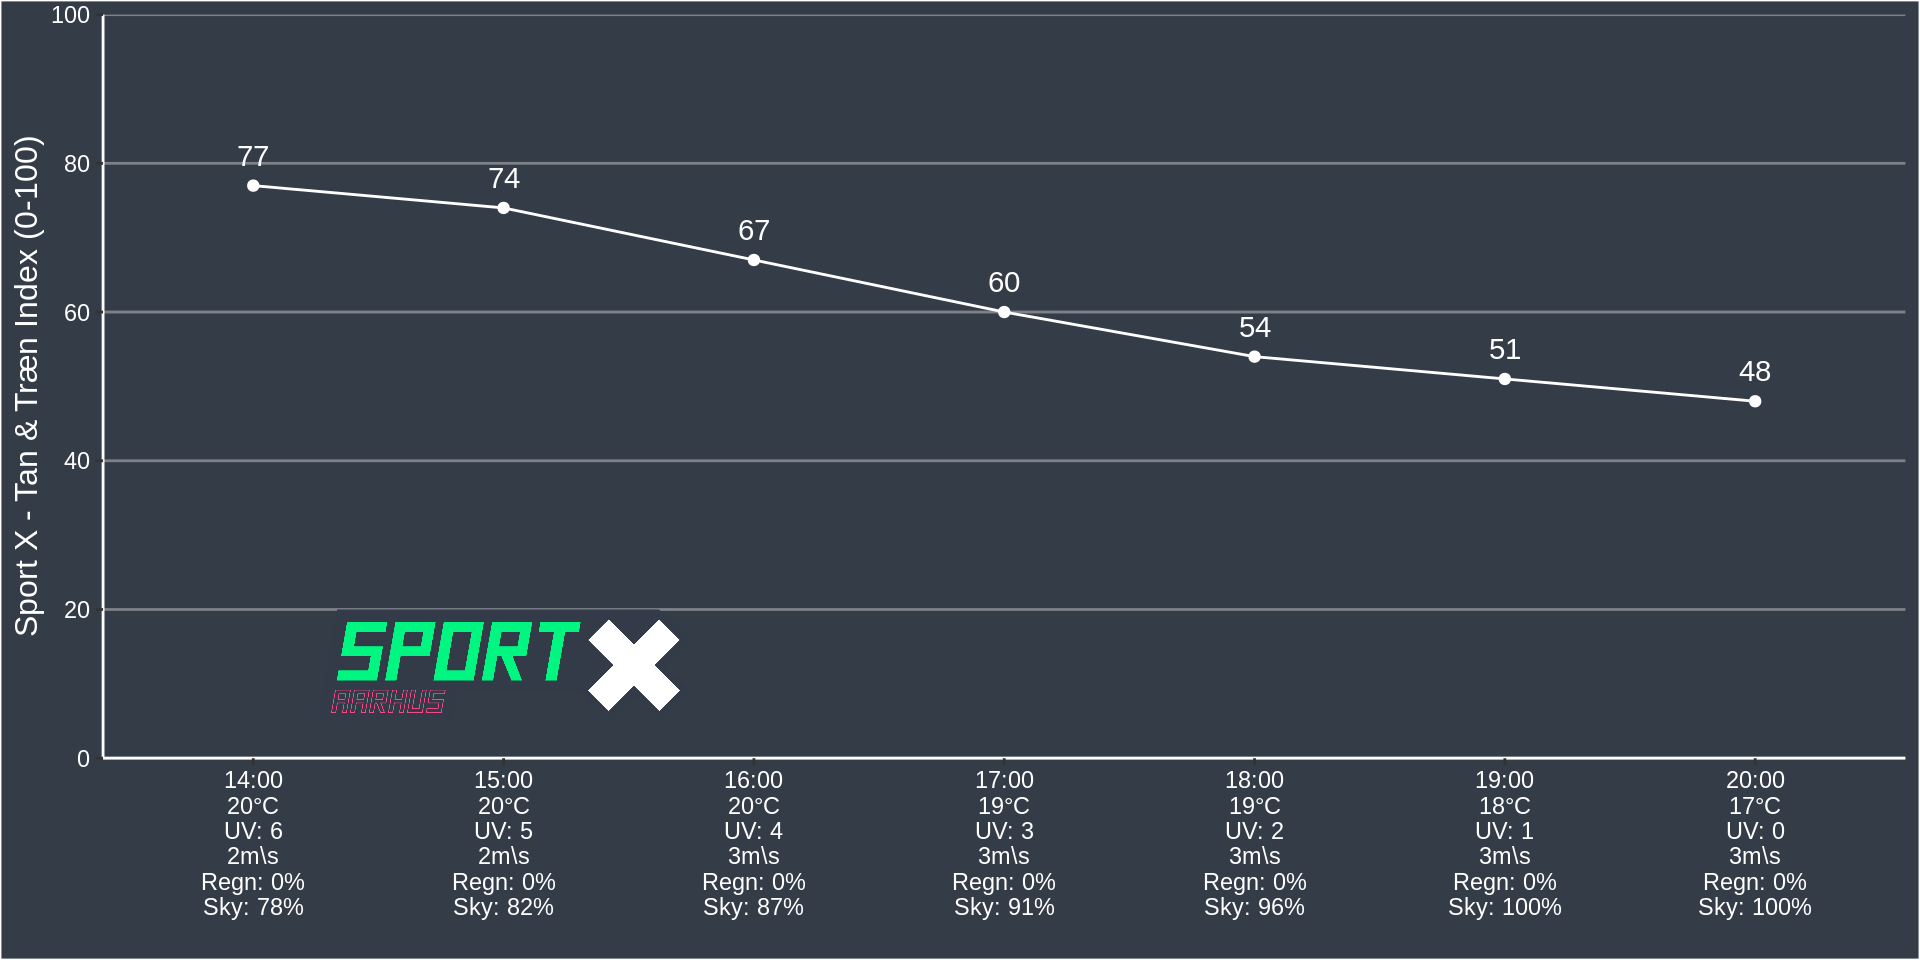 Sport X - Tan & Træn Index (0-100)
100
80
60
40
20
0
77
74
67
60
54
51
48
SPORT X
AARHUS
14:00
20°C
UV: 6
2m\s
Regn: 0%
Sky: 78%
15:00
20°C
UV: 5
2m\s
Regn: 0%
Sky: 82%
16:00
20°C
UV: 4
3m\s
Regn: 0%
Sky: 87%
17:00
19°C
UV: 3
3m\s
Regn: 0%
Sky: 91%
18:00
19°C
UV: 2
3m\s
Regn: 0%
Sky: 96%
19:00
18°C
UV: 1
3m\s
Regn: 0%
Sky: 100%
20:00
17°C
UV: 0
3m\s
Regn: 0%
Sky: 100%